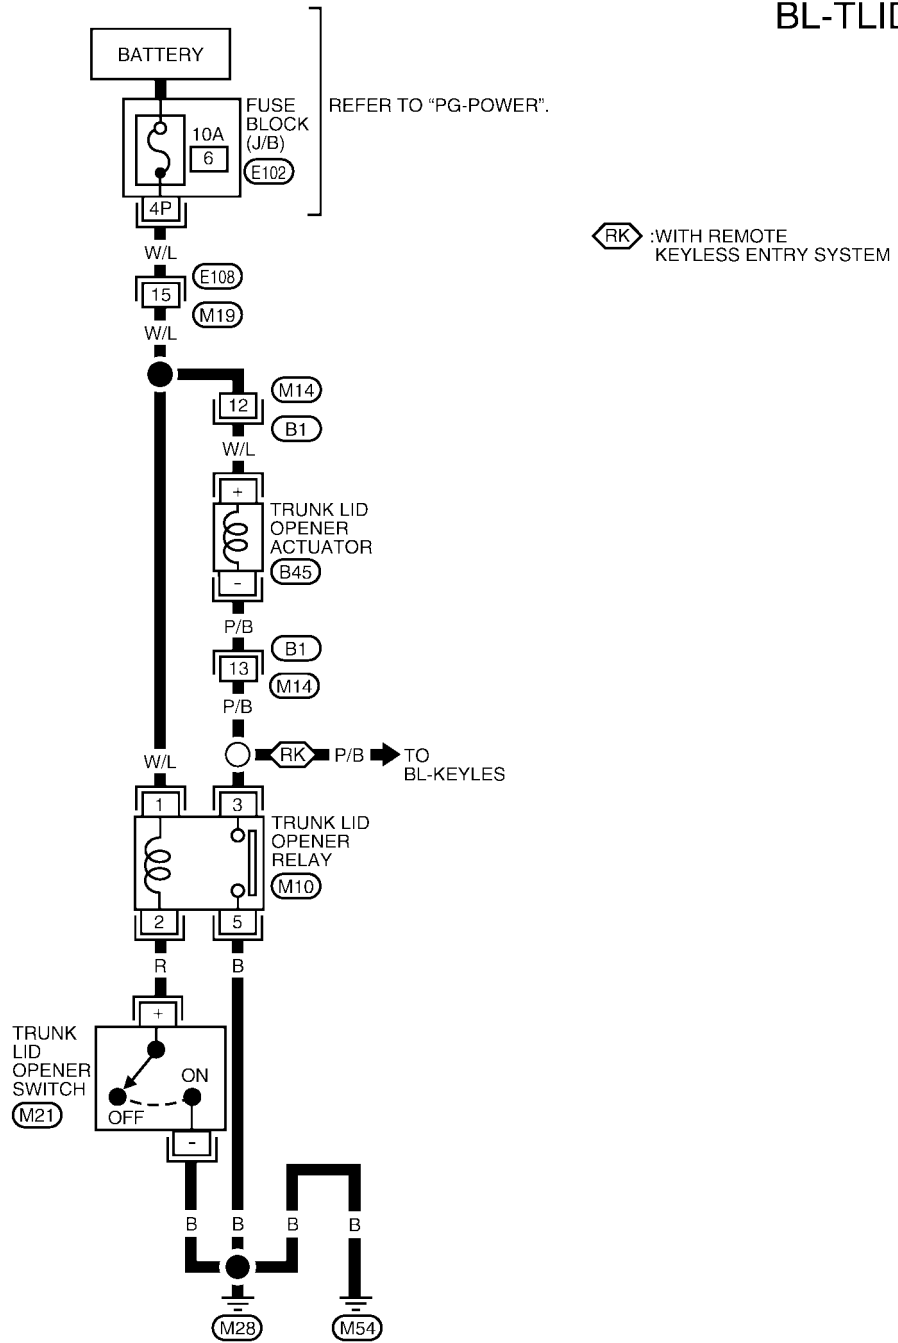 BL-TLID
BATTERY
FUSE
BLOCK
(J/B)
REFER TO “PG-POWER”.
10A
6
E102
4P
RK :WITH REMOTE
KEYLESS ENTRY SYSTEM
W/L
E108
15
M19
W/L
M14
12
B1
W/L
+
TRUNK LID
OPENER
ACTUATOR
B45
-
P/B
B1
13
M14
P/B
RK P/B TO
BL-KEYLES
W/L
1 3
TRUNK LID
OPENER
RELAY
M10
2 5
R B
+
TRUNK
LID
OPENER
SWITCH
M21
ON
OFF
-
B B B B
M28 M54